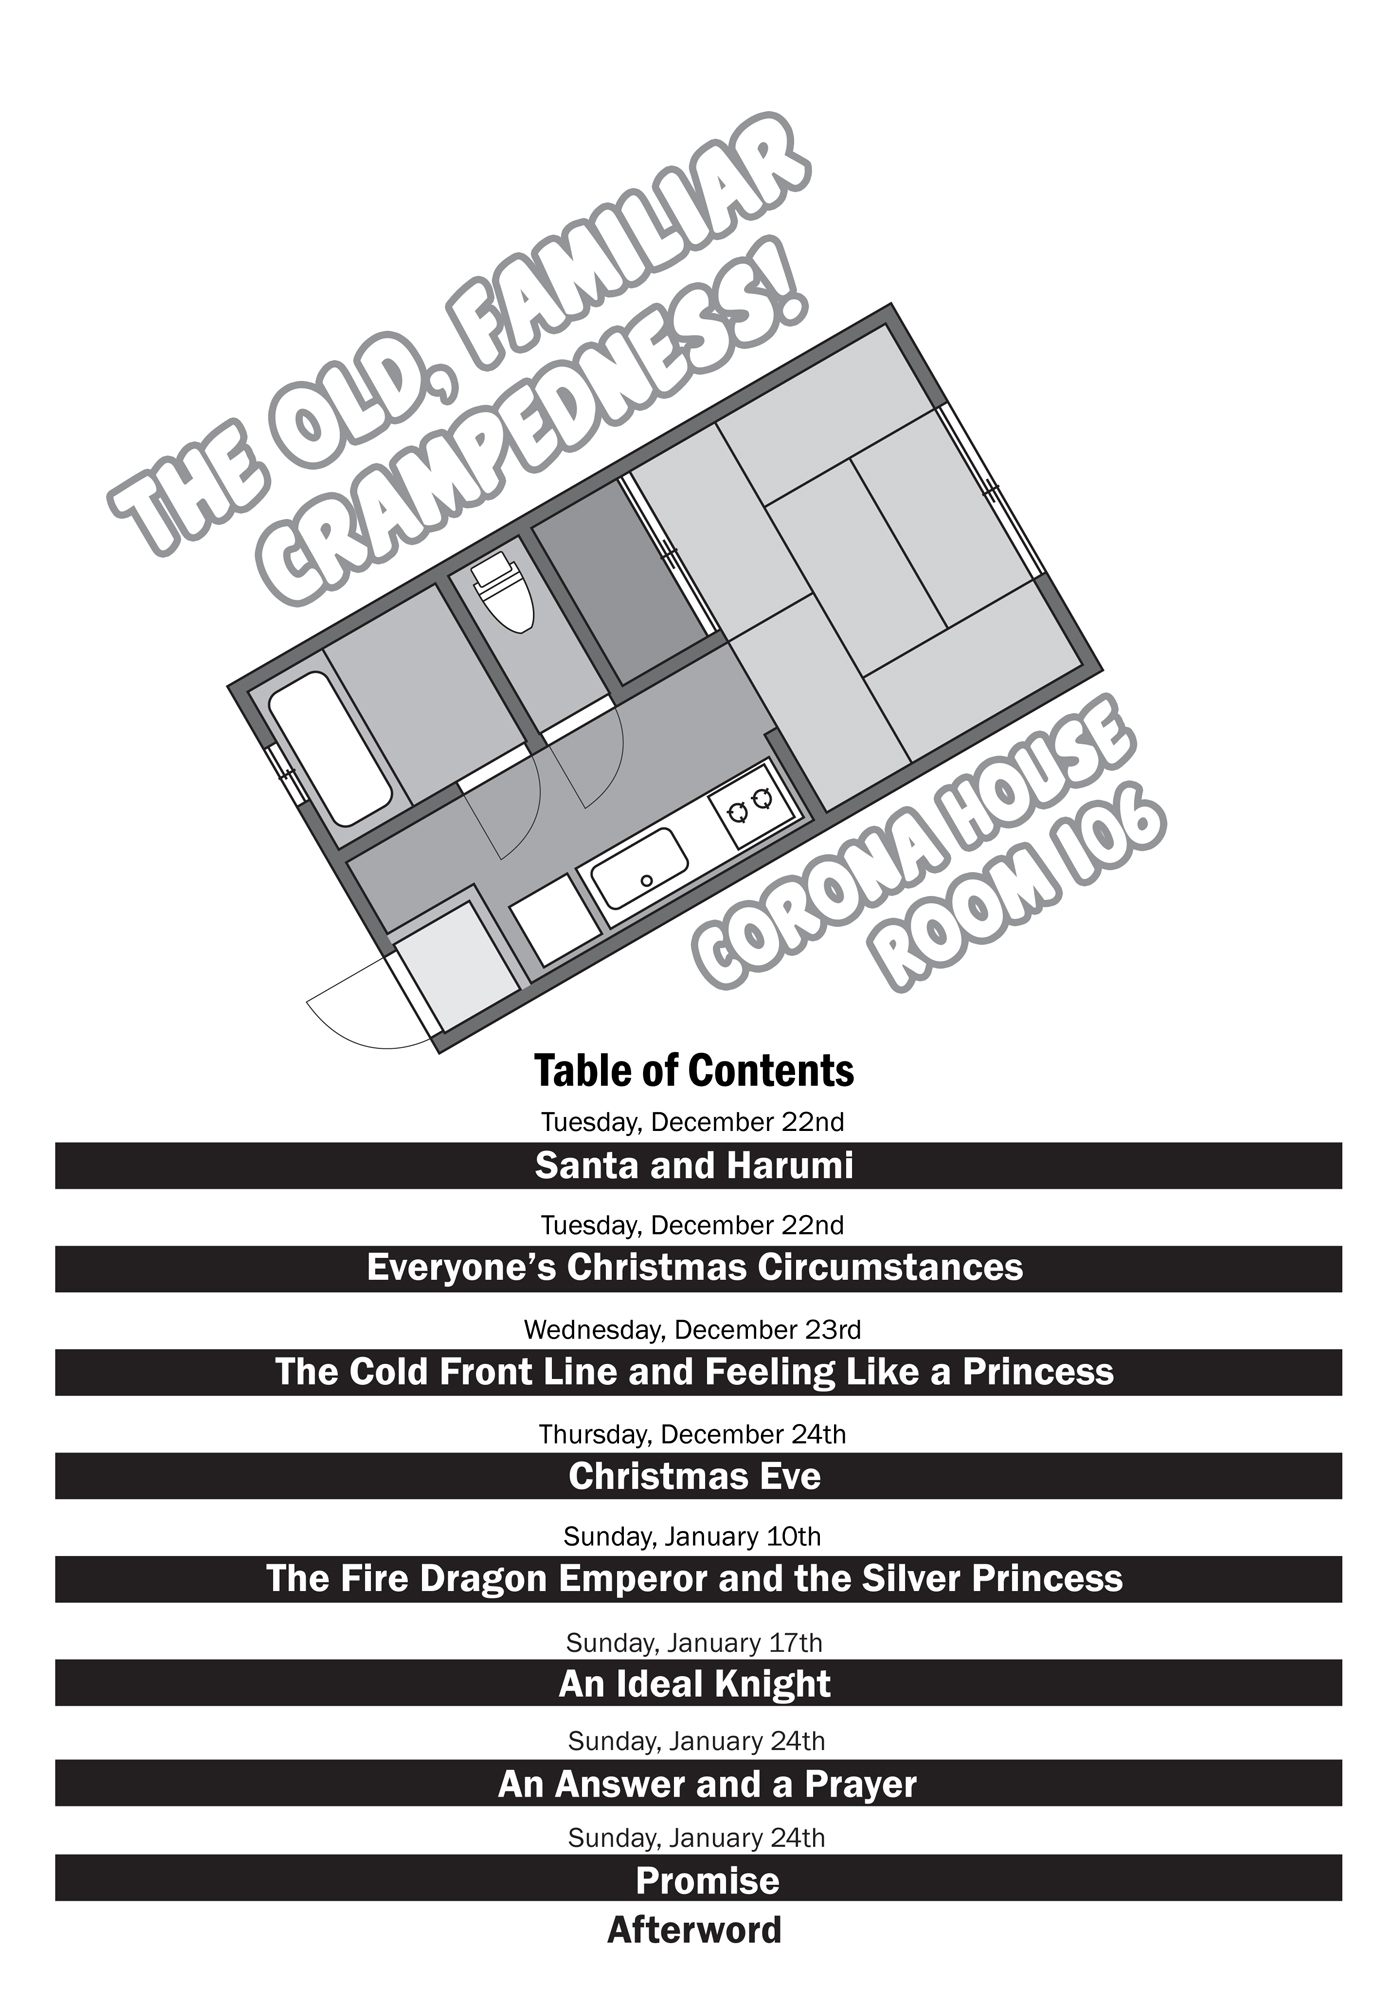 THE OLD, FAMILIAR
CRAMPEDNESS!
CORONA HOUSE
ROOM 106
Table of Contents
Tuesday, December 22nd
Santa and Harumi
Tuesday, December 22nd
Everyone’s Christmas Circumstances
Wednesday, December 23rd
The Cold Front Line and Feeling Like a Princess
Thursday, December 24th
Christmas Eve
Sunday, January 10th
The Fire Dragon Emperor and the Silver Princess
Sunday, January 17th
An Ideal Knight
Sunday, January 24th
An Answer and a Prayer
Sunday, January 24th
Promise
Afterword